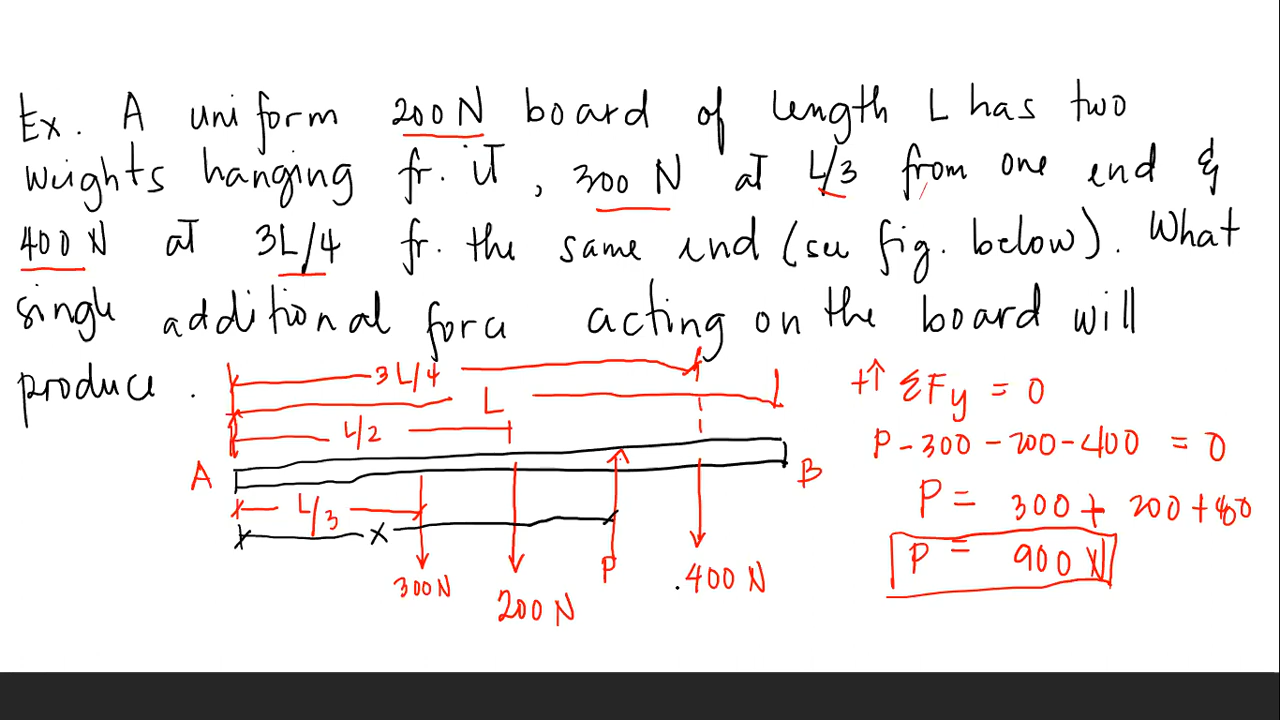 Ex. A uniform 200N board of length L has two
weights hanging fr. it, 300 N at L/3 from one end &
400 N at 3L/4 fr. the same end (see fig. below). What
single additional force acting on the board will
produce.
3L/4
L
L/2
A
B
L/3
x
300N
200 N
P
.400 N
+↑ ΣFy = 0
P - 300 - 200 - 400 = 0
P = 300 + 200 + 400
P = 900 N